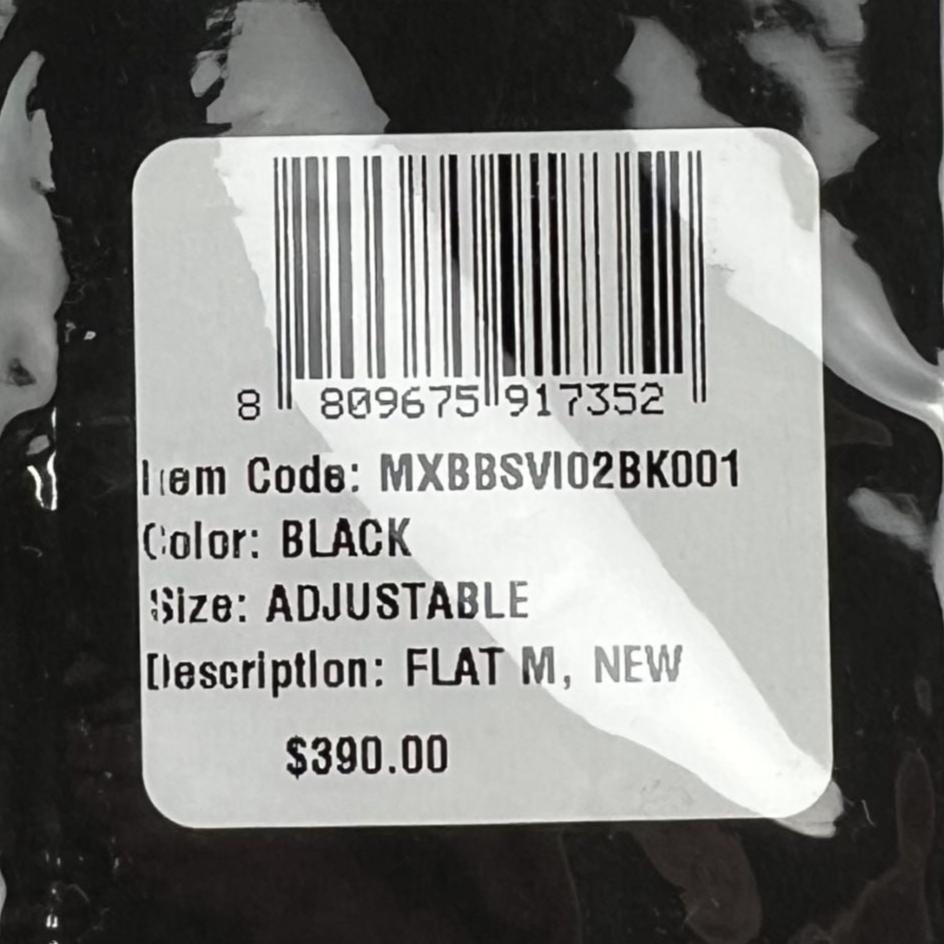 8 809675 917352
Item Code: MXBBSVI02BK001
Color: BLACK
Size: ADJUSTABLE
Description: FLAT M, NEW
$390.00